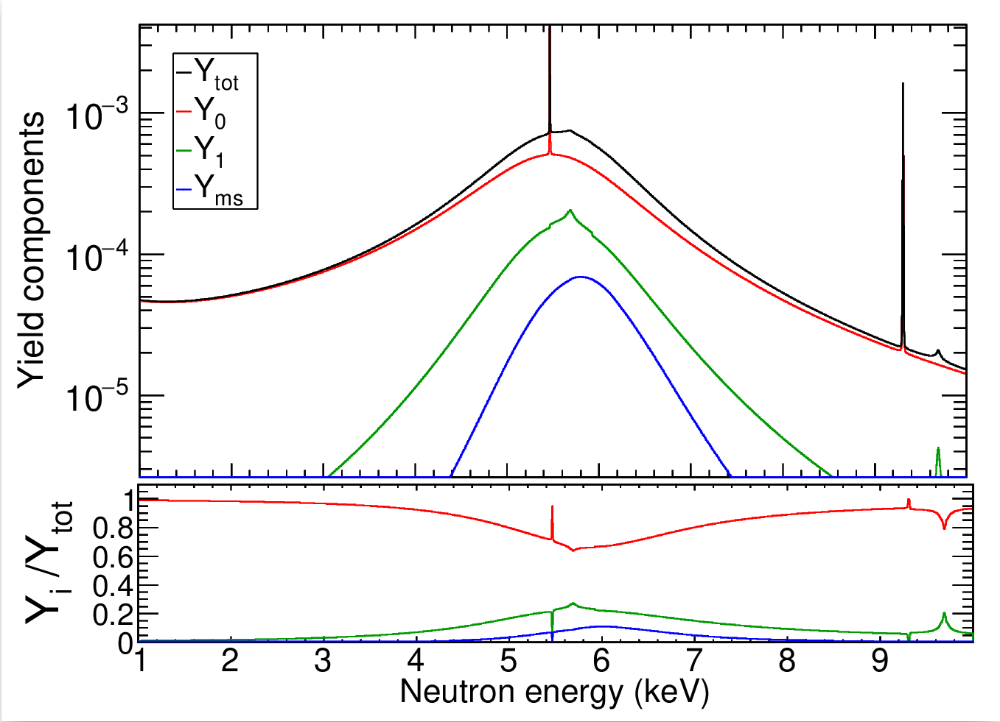 Y_tot
Y_0
Y_1
Y_ms
10^−3
10^−4
10^−5
Yield components
1
0.8
0.6
0.4
0.2
0
Y_i /Y_tot
1 2 3 4 5 6 7 8 9
Neutron energy (keV)